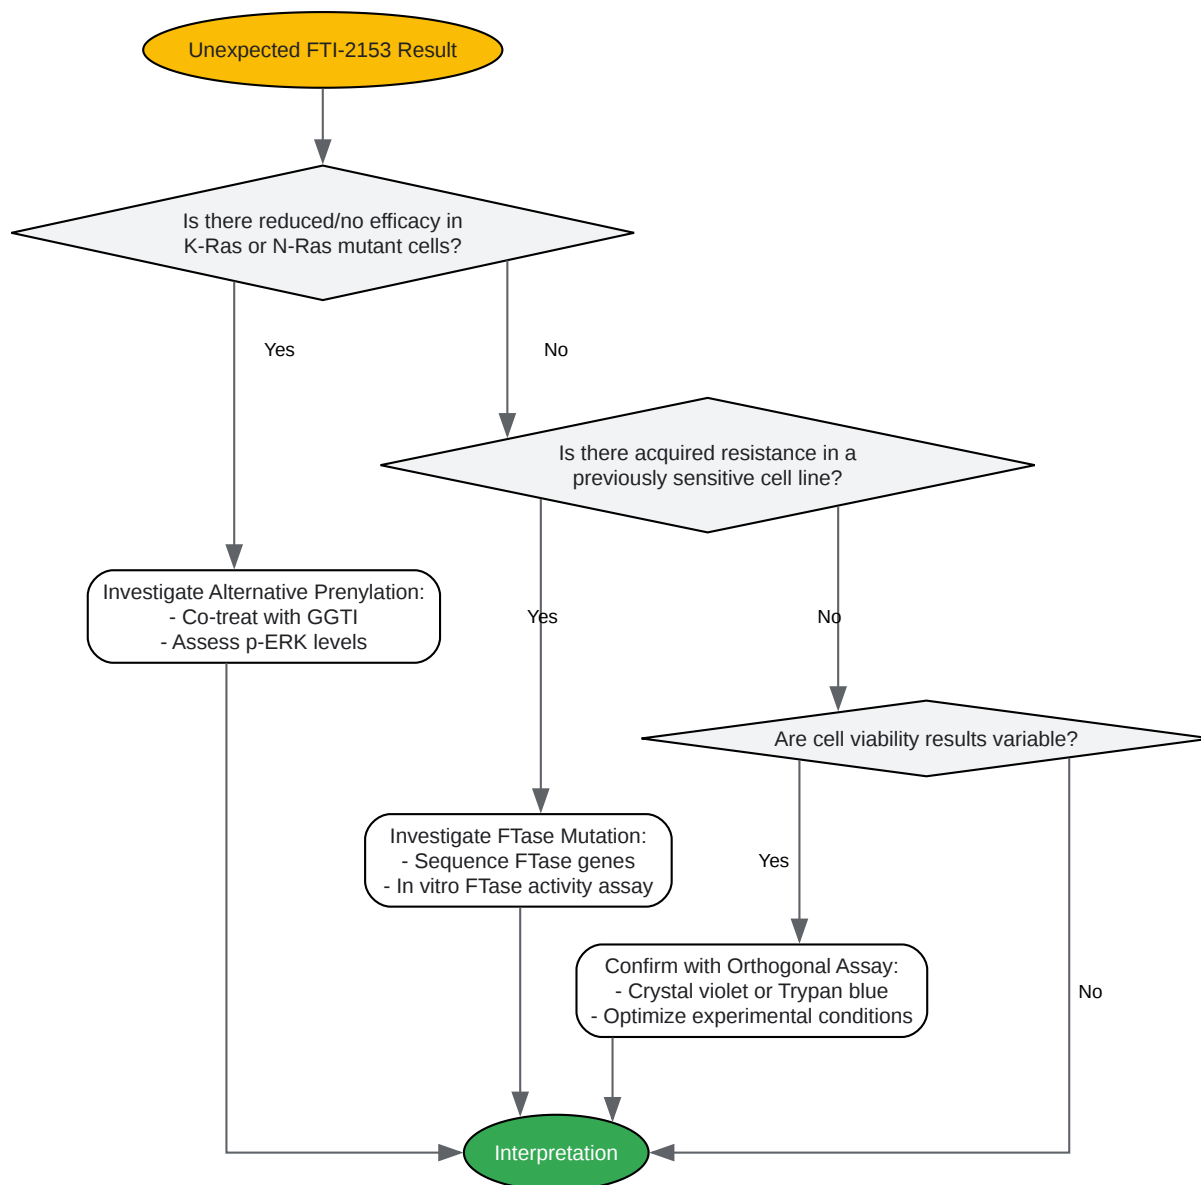 Unexpected FTI-2153 Result
Is there reduced/no efficacy in
K-Ras or N-Ras mutant cells?
Yes
No
Is there acquired resistance in a
previously sensitive cell line?
Investigate Alternative Prenylation:
- Co-treat with GGTI
- Assess p-ERK levels
Yes
No
Are cell viability results variable?
Investigate FTase Mutation:
- Sequence FTase genes
- In vitro FTase activity assay
Yes
Confirm with Orthogonal Assay:
- Crystal violet or Trypan blue
- Optimize experimental conditions
No
Interpretation